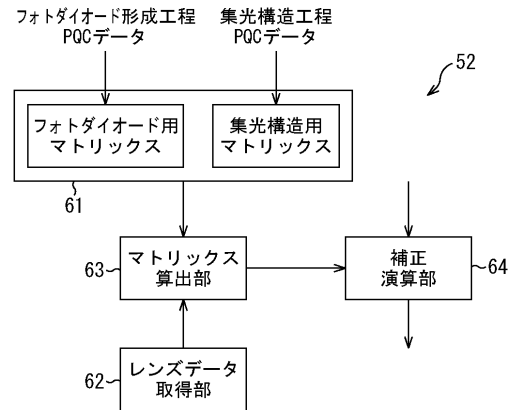 フォトダイオード形成工程
PQCデータ
集光構造工程
PQCデータ
52
フォトダイオード用
マトリックス
集光構造用
マトリックス
61
63
マトリックス
算出部
補正
演算部
64
62
レンズデータ
取得部